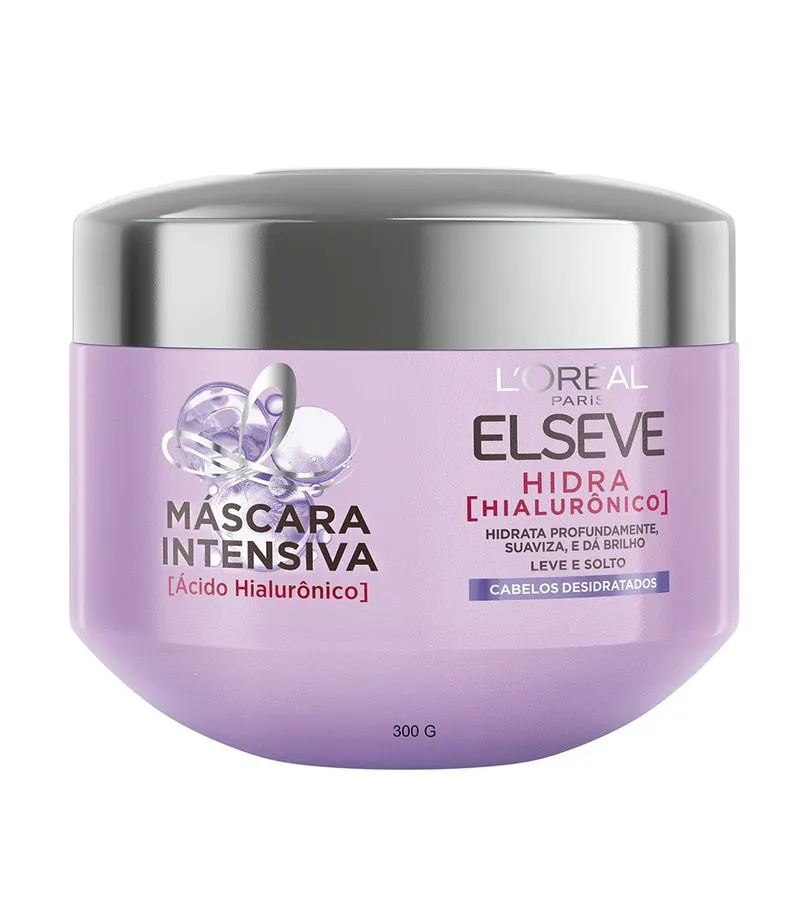 MÁSCARA
INTENSIVA
[Ácido Hialurônico]
L'ORÉAL
PARIS
ELSEVE
HIDRA
[HIALURÔNICO]
HIDRATA PROFUNDAMENTE,
SUAVIZA, E DÁ BRILHO
LEVE E SOLTO
CABELOS DESIDRATADOS
300 G